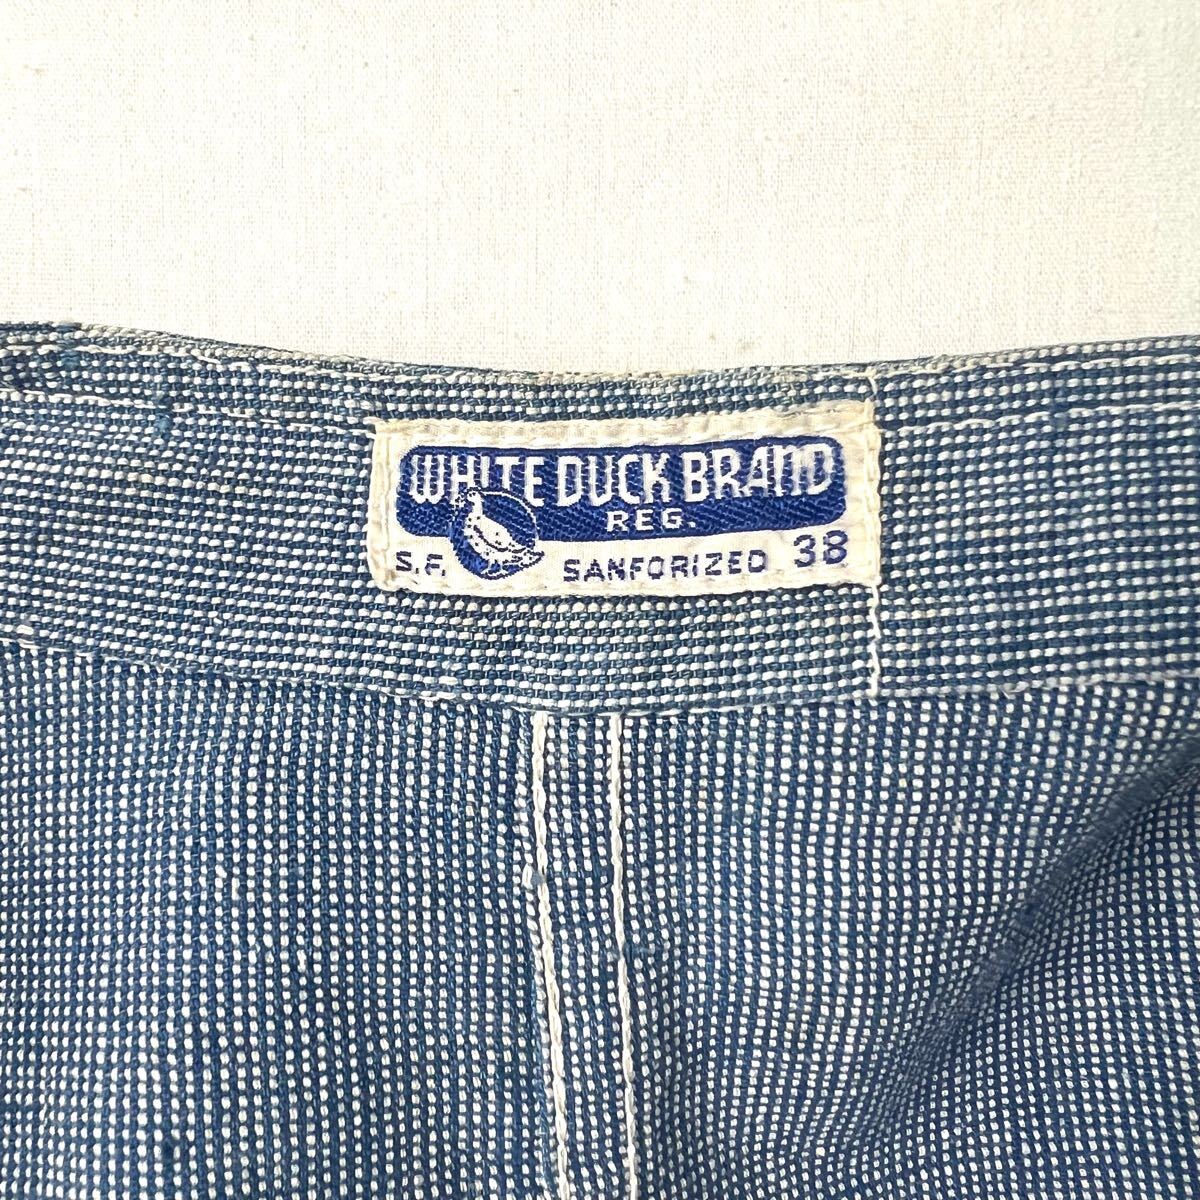 WHITE DUCK BRAND
REG.
S.F. SANFORIZED 38